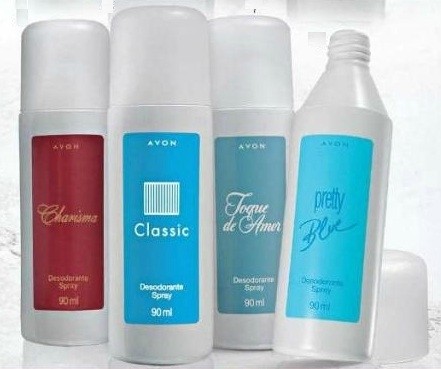 AVON
Charisma
Desodorante
Spray
90 ml
AVON
Classic
Desodorante
Spray
90 ml
AVON
Toque
de Amor
Desodorante
Spray
90 ml
AVON
pretty
Blue
Desodorante
Spray
90 ml